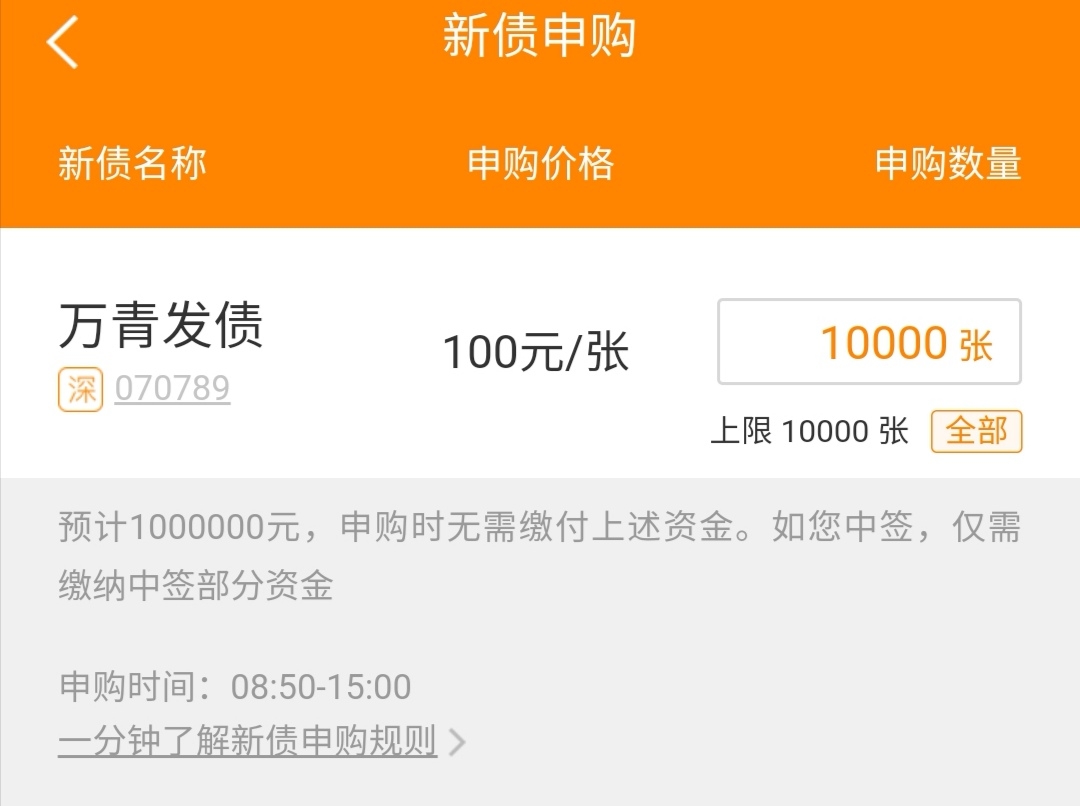 新债申购
新债名称 申购价格 申购数量
万青发债 100元/张 10000 张
深 070789
上限 10000 张 全部
预计1000000元，申购时无需缴付上述资金。如您中签，仅需
缴纳中签部分资金
申购时间：08:50-15:00
一分钟了解新债申购规则